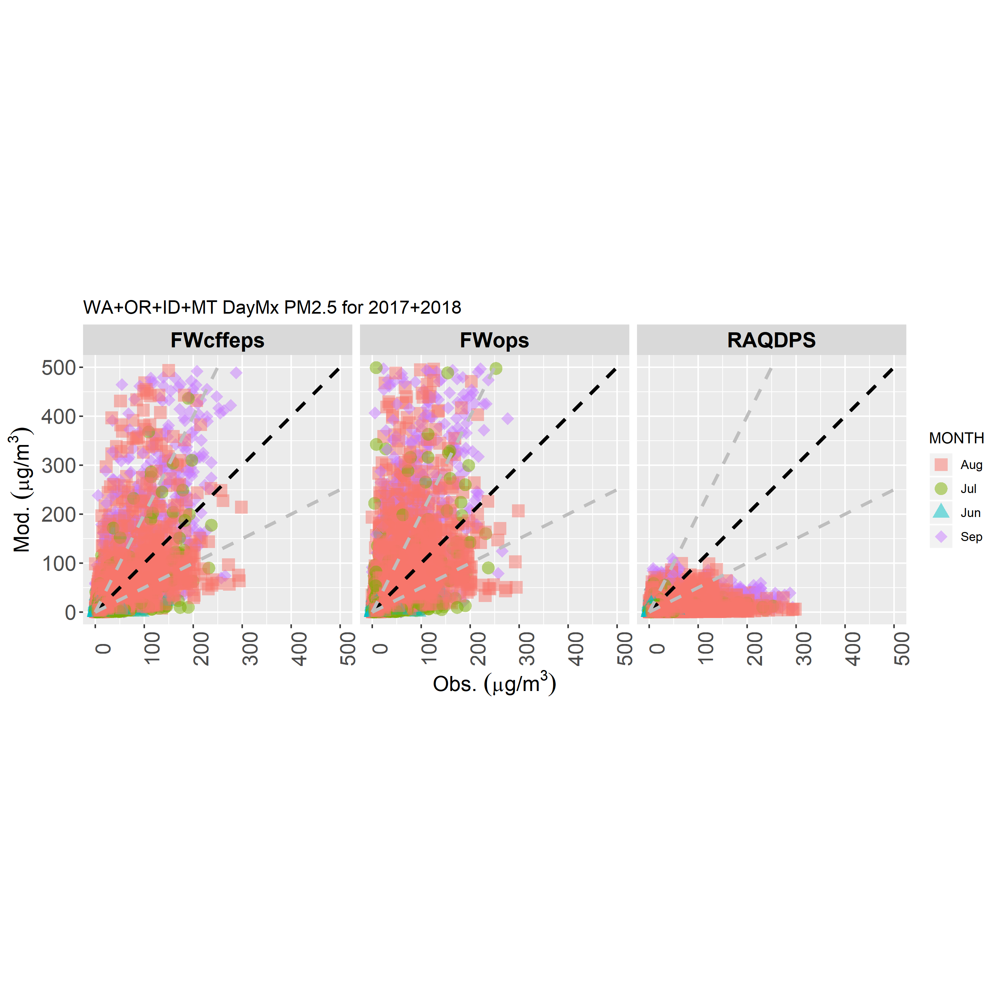 WA+OR+ID+MT DayMx PM2.5 for 2017+2018
FWcffeps
FWops
RAQDPS
Mod. (μg/m³)
500
400
300
200
100
0
0 100 200 300 400 500
0 100 200 300 400 500
0 100 200 300 400 500
Obs. (μg/m³)
MONTH
Aug
Jul
Jun
Sep